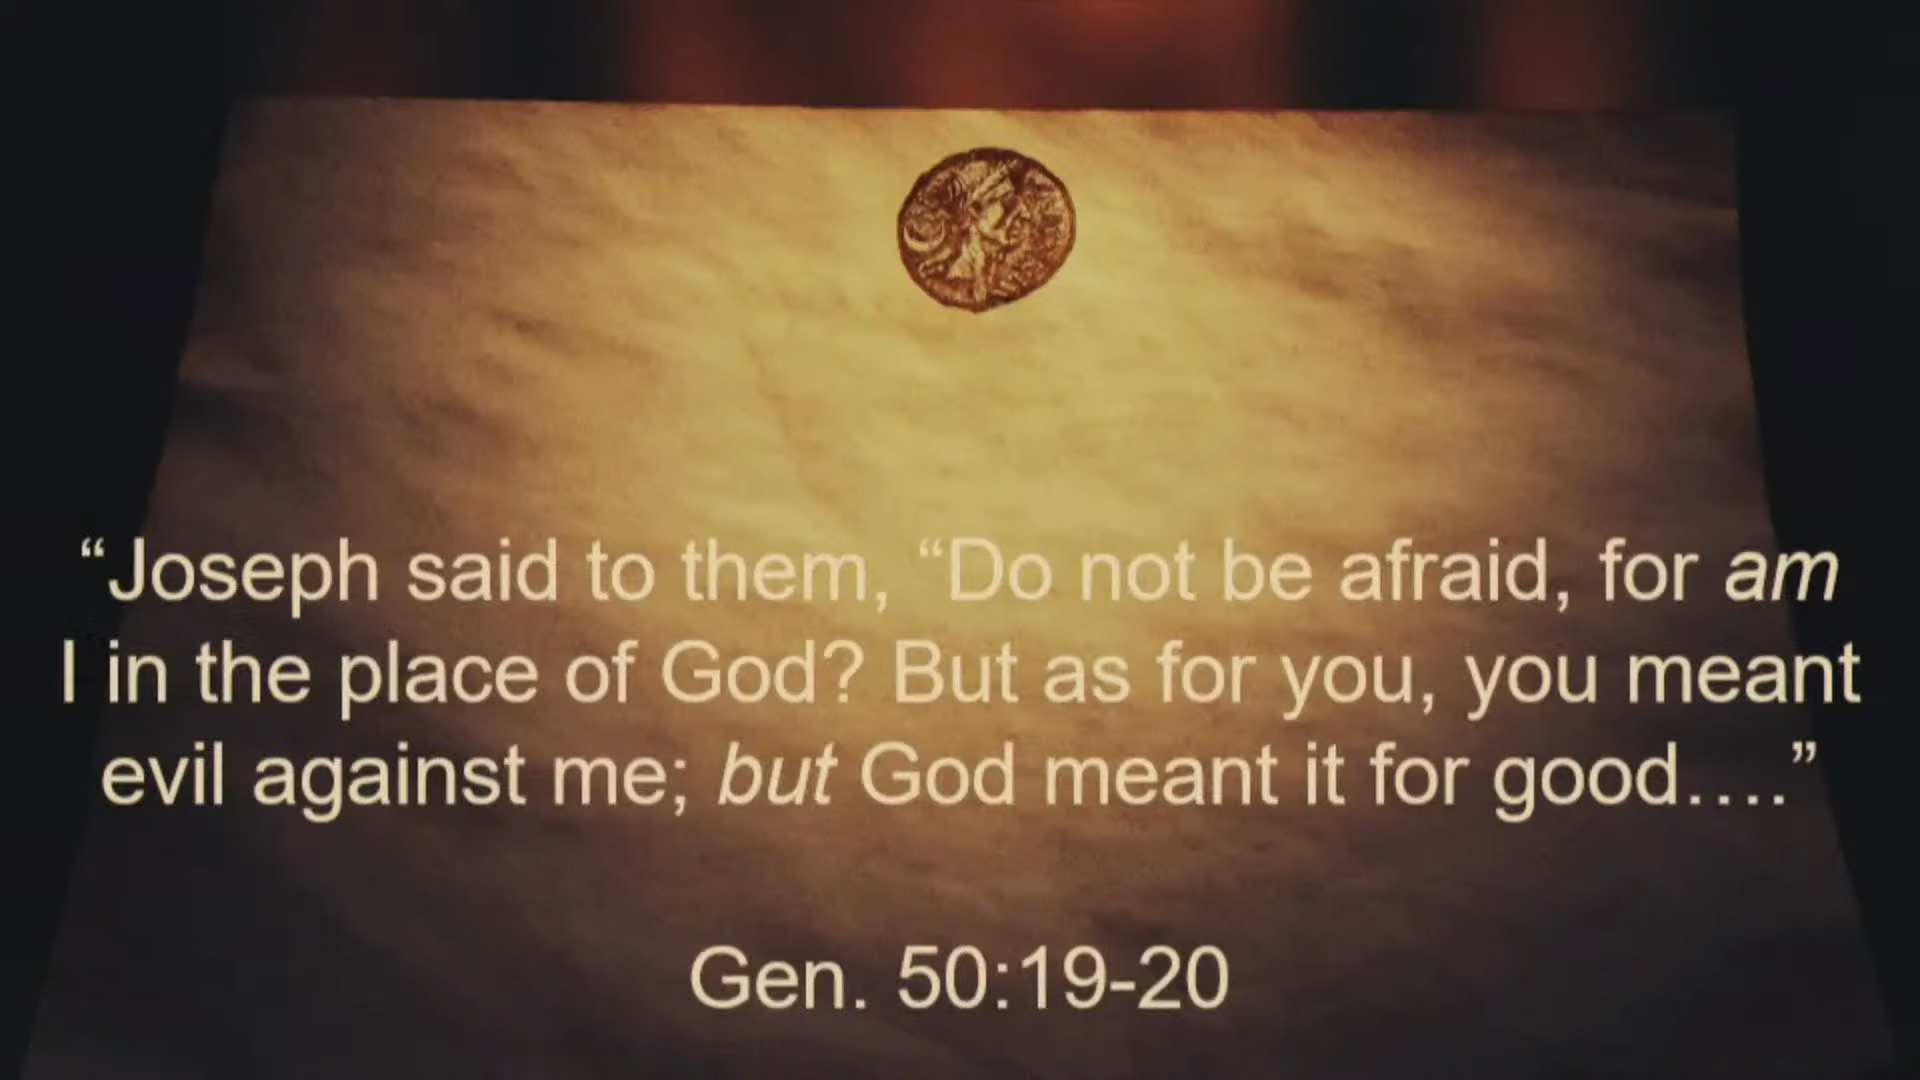 “Joseph said to them, “Do not be afraid, for am
I in the place of God? But as for you, you meant
evil against me; but God meant it for good….”
Gen. 50:19-20